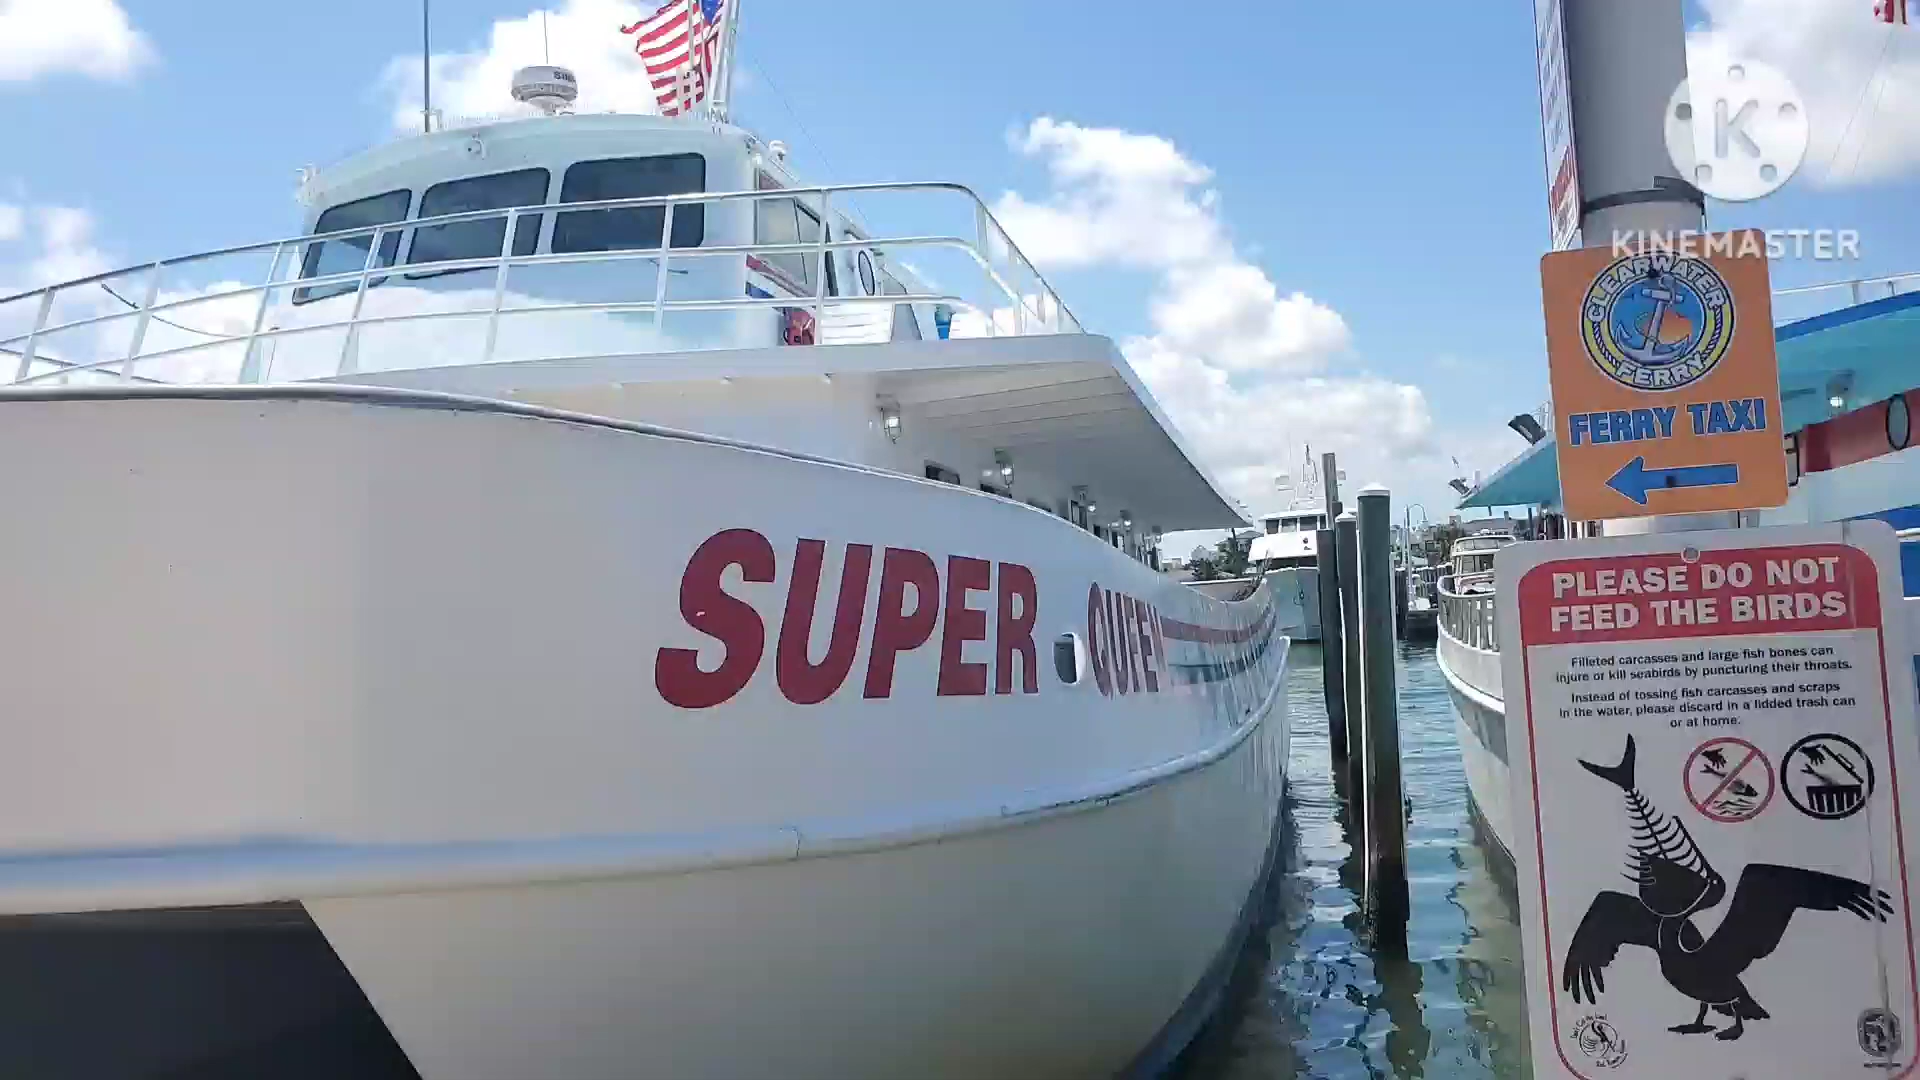 SUPER QUEEN
KINEMASTER
CLEARWATER
FERRY
FERRY TAXI
PLEASE DO NOT
FEED THE BIRDS
Filleted carcasses and large fish bones can
injure or kill seabirds by puncturing their throats.
Instead of tossing fish carcasses and scraps
in the water, please discard in a lidded trash can
or at home.